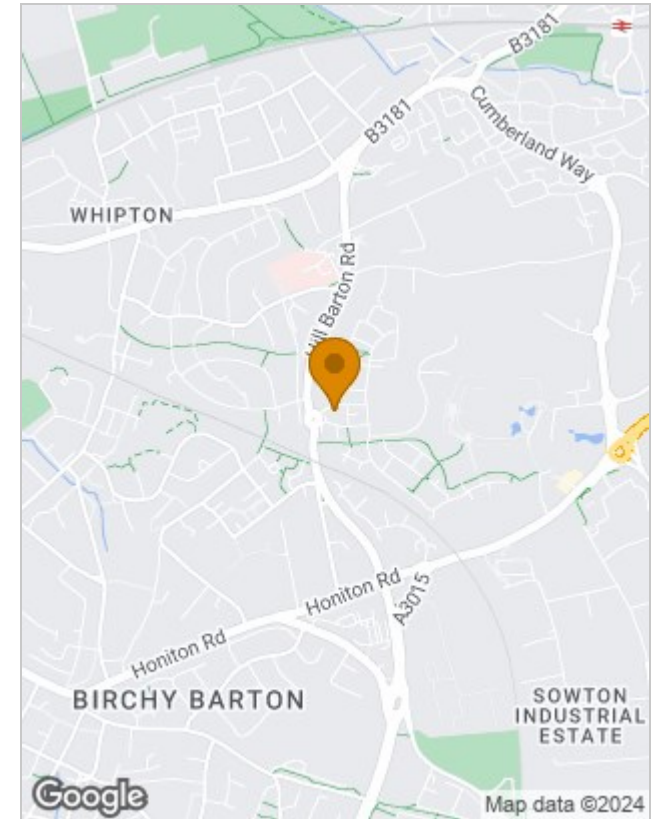 B3181
B3181
Cumberland Way
WHIPTON
Hill Barton Rd
Honiton Rd
A3015
Honiton Rd
BIRCHY BARTON
SOWTON
INDUSTRIAL
ESTATE
Google
Map data ©2024